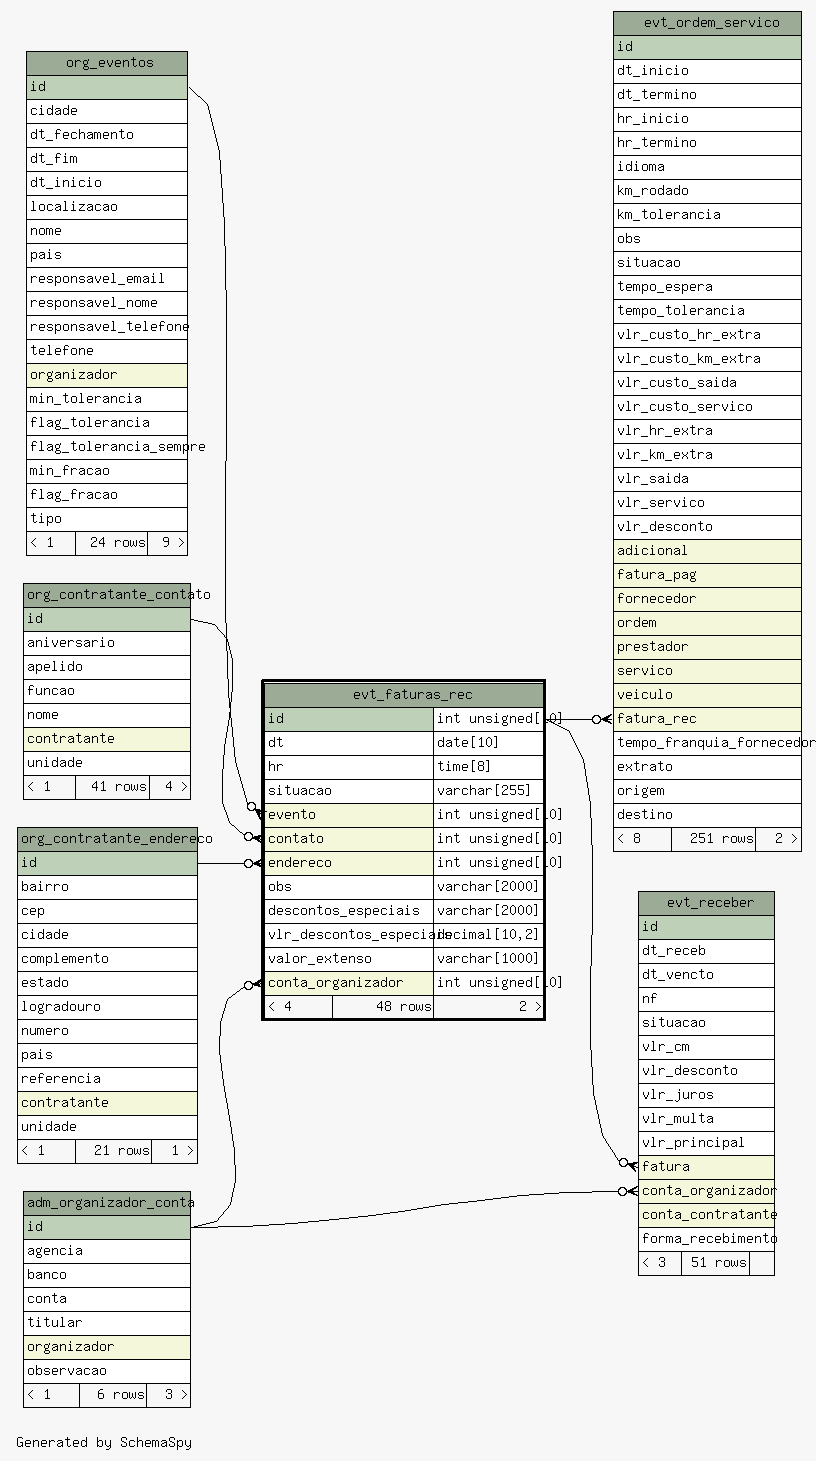 org_eventos
id
cidade
dt_fechamento
dt_fim
dt_inicio
localizacao
nome
pais
responsavel_email
responsavel_nome
responsavel_telefone
telefone
organizador
min_tolerancia
flag_tolerancia
flag_tolerancia_sempre
min_fracao
flag_fracao
tipo
< 1 24 rows 9 >
org_contratante_contato
id
aniversario
apelido
funcao
nome
contratante
unidade
< 1 41 rows 4 >
org_contratante_endereco
id
bairro
cep
cidade
complemento
estado
logradouro
numero
pais
referencia
contratante
unidade
< 1 21 rows 1 >
adm_organizador_conta
id
agencia
banco
conta
titular
organizador
observacao
< 1 6 rows 3 >
evt_faturas_rec
id int unsigned[10]
dt date[10]
hr time[8]
situacao varchar[255]
evento int unsigned[10]
contato int unsigned[10]
endereco int unsigned[10]
obs varchar[2000]
descontos_especiais varchar[2000]
vlr_descontos_especiais decimal[10,2]
valor_extenso varchar[1000]
conta_organizador int unsigned[10]
< 4 48 rows 2 >
evt_ordem_servico
id
dt_inicio
dt_termino
hr_inicio
hr_termino
idioma
km_rodado
km_tolerancia
obs
situacao
tempo_espera
tempo_tolerancia
vlr_custo_hr_extra
vlr_custo_km_extra
vlr_custo_saida
vlr_custo_servico
vlr_hr_extra
vlr_km_extra
vlr_saida
vlr_servico
vlr_desconto
adicional
fatura_pag
fornecedor
ordem
prestador
servico
veiculo
fatura_rec
tempo_franquia_fornecedor
extrato
origem
destino
< 8 251 rows 2 >
evt_receber
id
dt_receb
dt_vencto
nf
situacao
vlr_cm
vlr_desconto
vlr_juros
vlr_multa
vlr_principal
fatura
conta_organizador
conta_contratante
forma_recebimento
< 3 51 rows
Generated by SchemaSpy